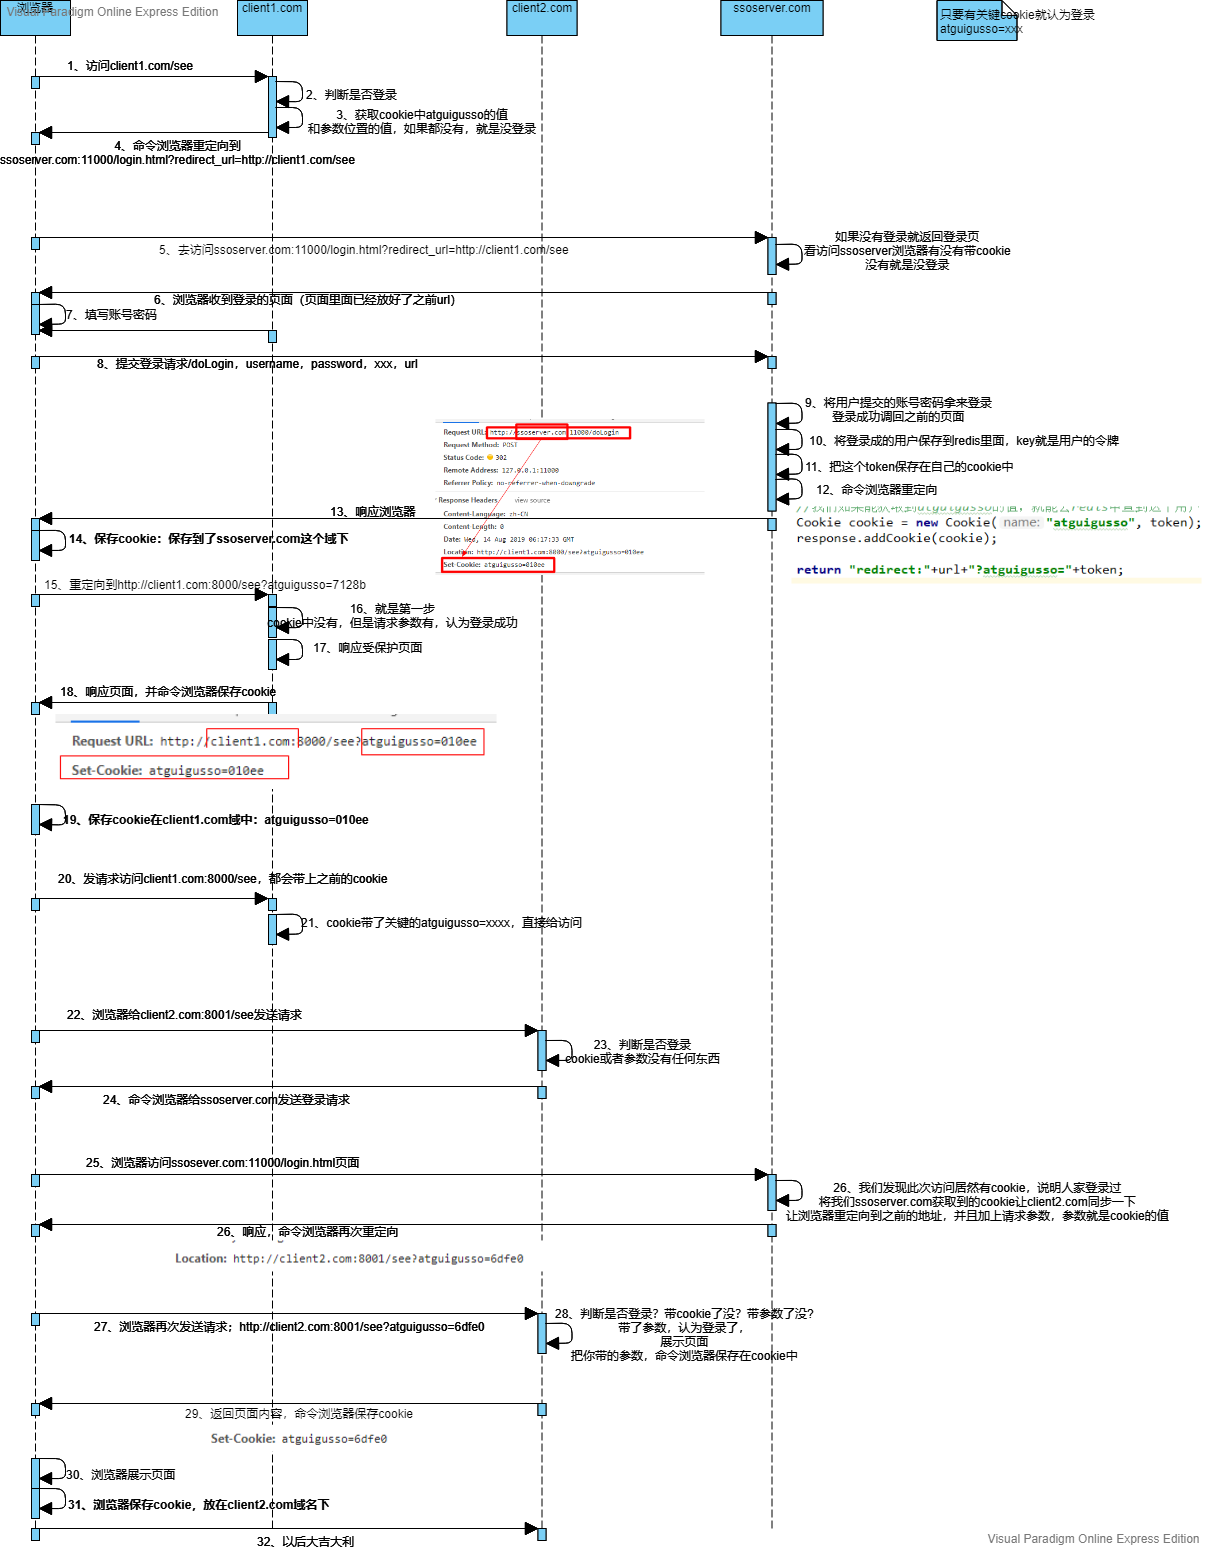 Visual Paradigm Online Express Edition
浏览器
client1.com
client2.com
ssoserver.com
只要有关键cookie就认为登录
atguigusso=xxx
1、访问client1.com/see
2、判断是否登录
3、获取cookie中atguigusso的值
和参数位置的值，如果都没有，就是没登录
4、命令浏览器重定向到
ssoserver.com:11000/login.html?redirect_url=http://client1.com/see
5、去访问ssoserver.com:11000/login.html?redirect_url=http://client1.com/see
如果没有登录就返回登录页
看访问ssoserver浏览器有没有带cookie
没有就是没登录
6、浏览器收到登录的页面（页面里面已经放好了之前url）
7、填写账号密码
8、提交登录请求/doLogin，username，password，xxx，url
9、将用户提交的账号密码拿来登录
登录成功调回之前的页面
10、将登录成的用户保存到redis里面，key就是用户的令牌
11、把这个token保存在自己的cookie中
12、命令浏览器重定向
Request URL: http://ssoserver.com:11000/doLogin
Request Method: POST
Status Code: 302
Remote Address: 127.0.0.1:11000
Referrer Policy: no-referrer-when-downgrade
Response Headers view source
Content-Language: zh-CN
Content-Length: 0
Date: Wed, 14 Aug 2019 06:17:33 GMT
Location: http://client1.com:8000/see?atguigusso=010ee
Set-Cookie: atguigusso=010ee
13、响应浏览器
14、保存cookie：保存到了ssoserver.com这个域下
Cookie cookie = new Cookie( name: "atguigusso", token);
response.addCookie(cookie);
return "redirect:"+url+"?atguigusso="+token;
15、重定向到http://client1.com:8000/see?atguigusso=7128b
16、就是第一步
cookie中没有，但是请求参数有，认为登录成功
17、响应受保护页面
18、响应页面，并命令浏览器保存cookie
Request URL: http://client1.com:8000/see?atguigusso=010ee
Set-Cookie: atguigusso=010ee
19、保存cookie在client1.com域中：atguigusso=010ee
20、发请求访问client1.com:8000/see，都会带上之前的cookie
21、cookie带了关键的atguigusso=xxxx，直接给访问
22、浏览器给client2.com:8001/see发送请求
23、判断是否登录
cookie或者参数没有任何东西
24、命令浏览器给ssoserver.com发送登录请求
25、浏览器访问ssosever.com:11000/login.html页面
26、我们发现此次访问居然有cookie，说明人家登录过
将我们ssoserver.com获取到的cookie让client2.com同步一下
让浏览器重定向到之前的地址，并且加上请求参数，参数就是cookie的值
26、响应，命令浏览器再次重定向
Location: http://client2.com:8001/see?atguigusso=6dfe0
27、浏览器再次发送请求；http://client2.com:8001/see?atguigusso=6dfe0
28、判断是否登录？带cookie了没？带参数了没？
带了参数，认为登录了，
展示页面
把你带的参数，命令浏览器保存在cookie中
29、返回页面内容，命令浏览器保存cookie
Set-Cookie: atguigusso=6dfe0
30、浏览器展示页面
31、浏览器保存cookie，放在client2.com域名下
32、以后大吉大利
Visual Paradigm Online Express Edition